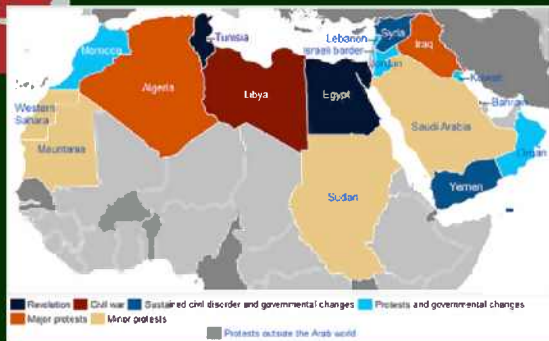 Lebanon
Syria
Tunisia
Israeli border
Iraq
Morocco
Jordan
Kuwait
Algeria
Libya
Egypt
Bahrain
Western
Sahara
Saudi Arabia
Mauritania
Oman
Sudan
Yemen
Revolution Civil war Sustained civil disorder and governmental changes Protests and governmental changes
Major protests Minor protests
Protests outside the Arab world